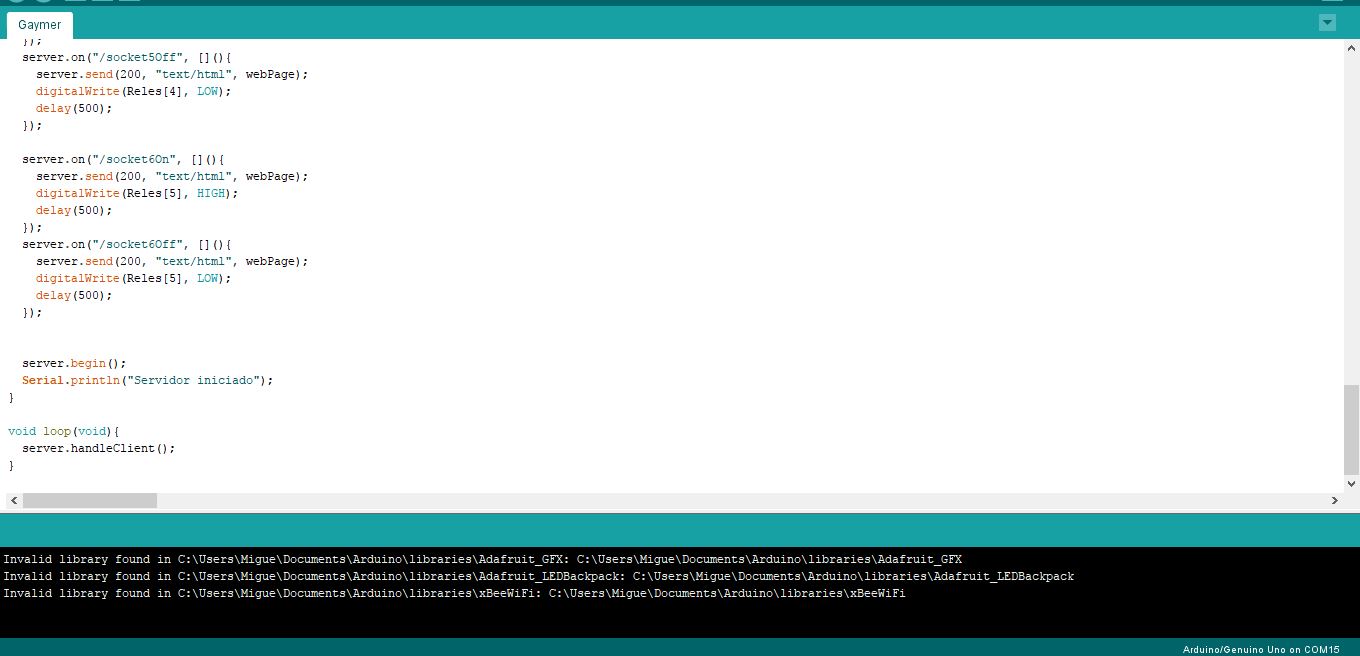 Gaymer
});
  server.on("/socket5Off", [](){
    server.send(200, "text/html", webPage);
    digitalWrite(Reles[4], LOW);
    delay(500);
  });
  server.on("/socket6On", [](){
    server.send(200, "text/html", webPage);
    digitalWrite(Reles[5], HIGH);
    delay(500);
  });
  server.on("/socket6Off", [](){
    server.send(200, "text/html", webPage);
    digitalWrite(Reles[5], LOW);
    delay(500);
  });
  server.begin();
  Serial.println("Servidor iniciado");
}
void loop(void){
  server.handleClient();
}
Invalid library found in C:\Users\Migue\Documents\Arduino\libraries\Adafruit_GFX: C:\Users\Migue\Documents\Arduino\libraries\Adafruit_GFX
Invalid library found in C:\Users\Migue\Documents\Arduino\libraries\Adafruit_LEDBackpack: C:\Users\Migue\Documents\Arduino\libraries\Adafruit_LEDBackpack
Invalid library found in C:\Users\Migue\Documents\Arduino\libraries\xBeeWiFi: C:\Users\Migue\Documents\Arduino\libraries\xBeeWiFi
Arduino/Genuino Uno on COM15